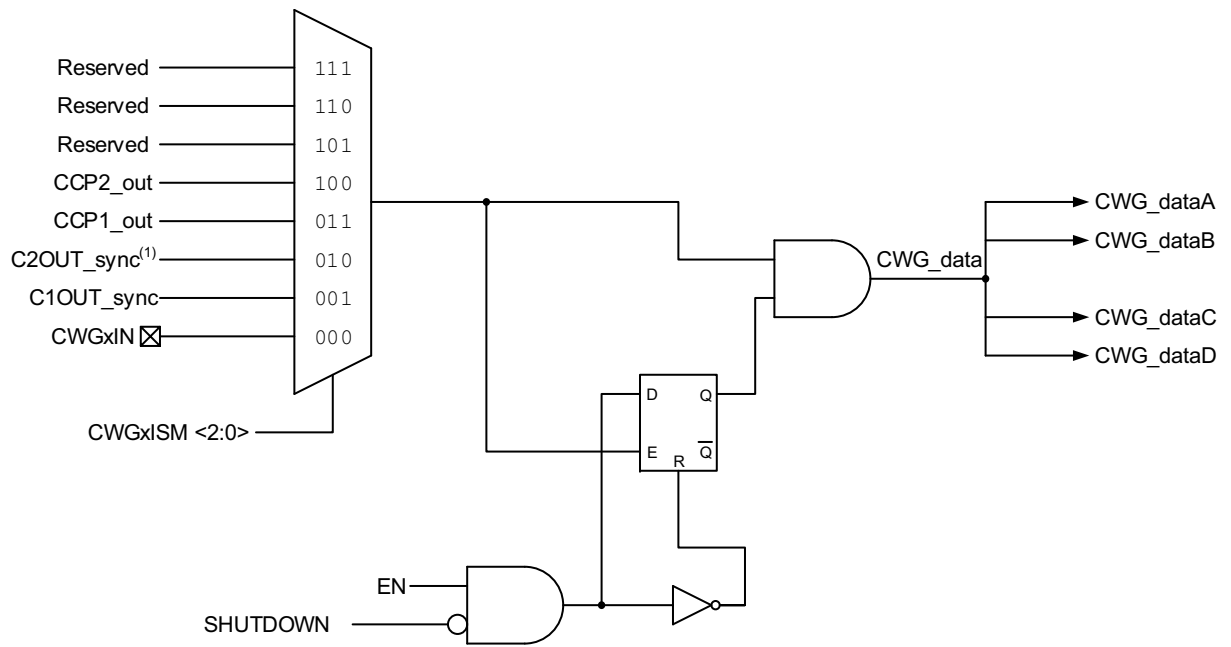 Reserved
111
Reserved
110
Reserved
101
CCP2_out
100
CCP1_out
011
C2OUT_sync(1)
010
C1OUT_sync
001
CWGxIN
000
CWGxISM <2:0>
CWG_data
CWG_dataA
CWG_dataB
CWG_dataC
CWG_dataD
D
Q
E
R
Q̅
EN
SHUTDOWN